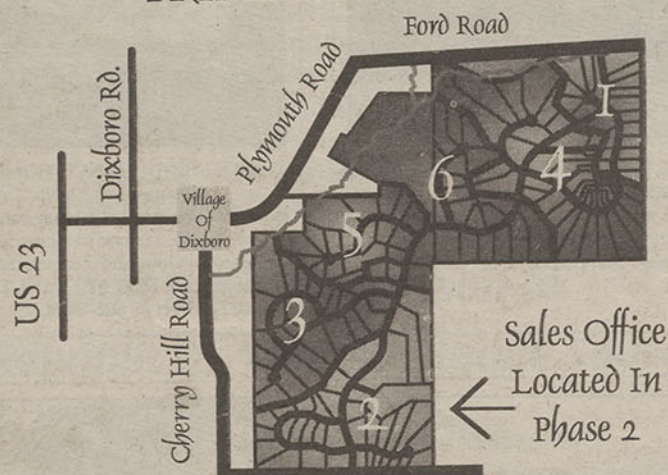 Ford Road
Plymouth Road
Dixboro Rd.
1
4
6
Village
Of
Dixboro
5
US 23
3
Cherry Hill Road
Sales Office
Located In
Phase 2
2